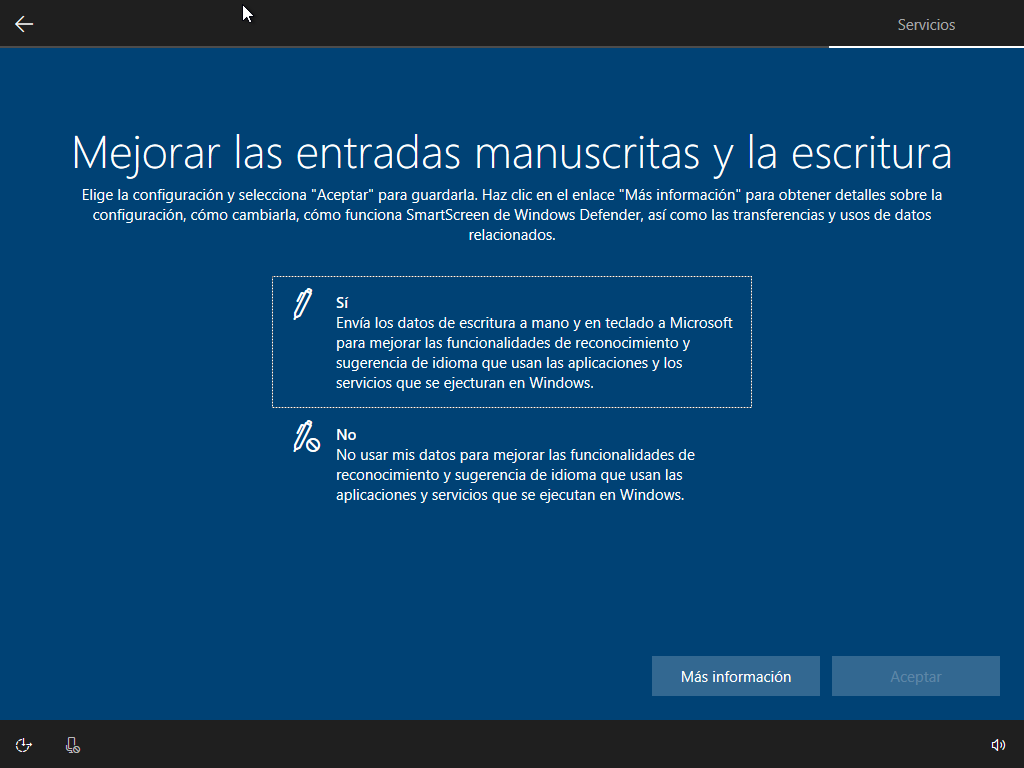 Servicios
Mejorar las entradas manuscritas y la escritura
Elige la configuración y selecciona "Aceptar" para guardarla. Haz clic en el enlace "Más información" para obtener detalles sobre la
configuración, cómo cambiarla, cómo funciona SmartScreen de Windows Defender, así como las transferencias y usos de datos
relacionados.
Sí
Envía los datos de escritura a mano y en teclado a Microsoft
para mejorar las funcionalidades de reconocimiento y
sugerencia de idioma que usan las aplicaciones y los
servicios que se ejecturan en Windows.
No
No usar mis datos para mejorar las funcionalidades de
reconocimiento y sugerencia de idioma que usan las
aplicaciones y servicios que se ejecutan en Windows.
Más información
Aceptar